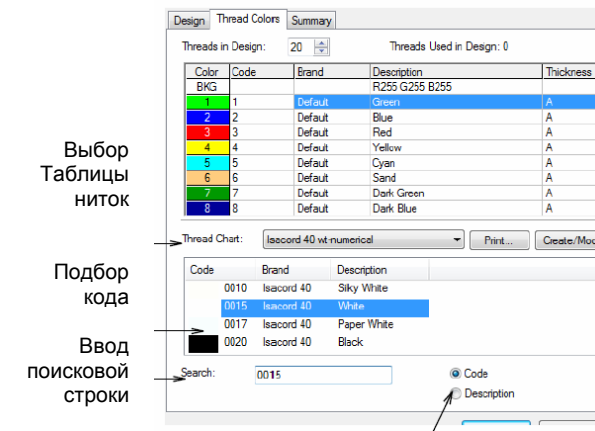 Design Thread Colors Summary
Threads in Design: 20 Threads Used in Design: 0
Color Code Brand Description Thickness
BKG R255 G255 B255
1 1 Default Green A
2 2 Default Blue A
3 3 Default Red A
4 4 Default Yellow A
5 5 Default Cyan A
6 6 Default Sand A
7 7 Default Dark Green A
8 8 Default Dark Blue A
Выбор
Таблицы
ниток
Thread Chart: Isacord 40 wt-numerical Print... Create/Mod
Подбор
кода
Code Brand Description
0010 Isacord 40 Silky White
0015 Isacord 40 White
0017 Isacord 40 Paper White
0020 Isacord 40 Black
Ввод
поисковой
строки
Search: 0015 Code
Description